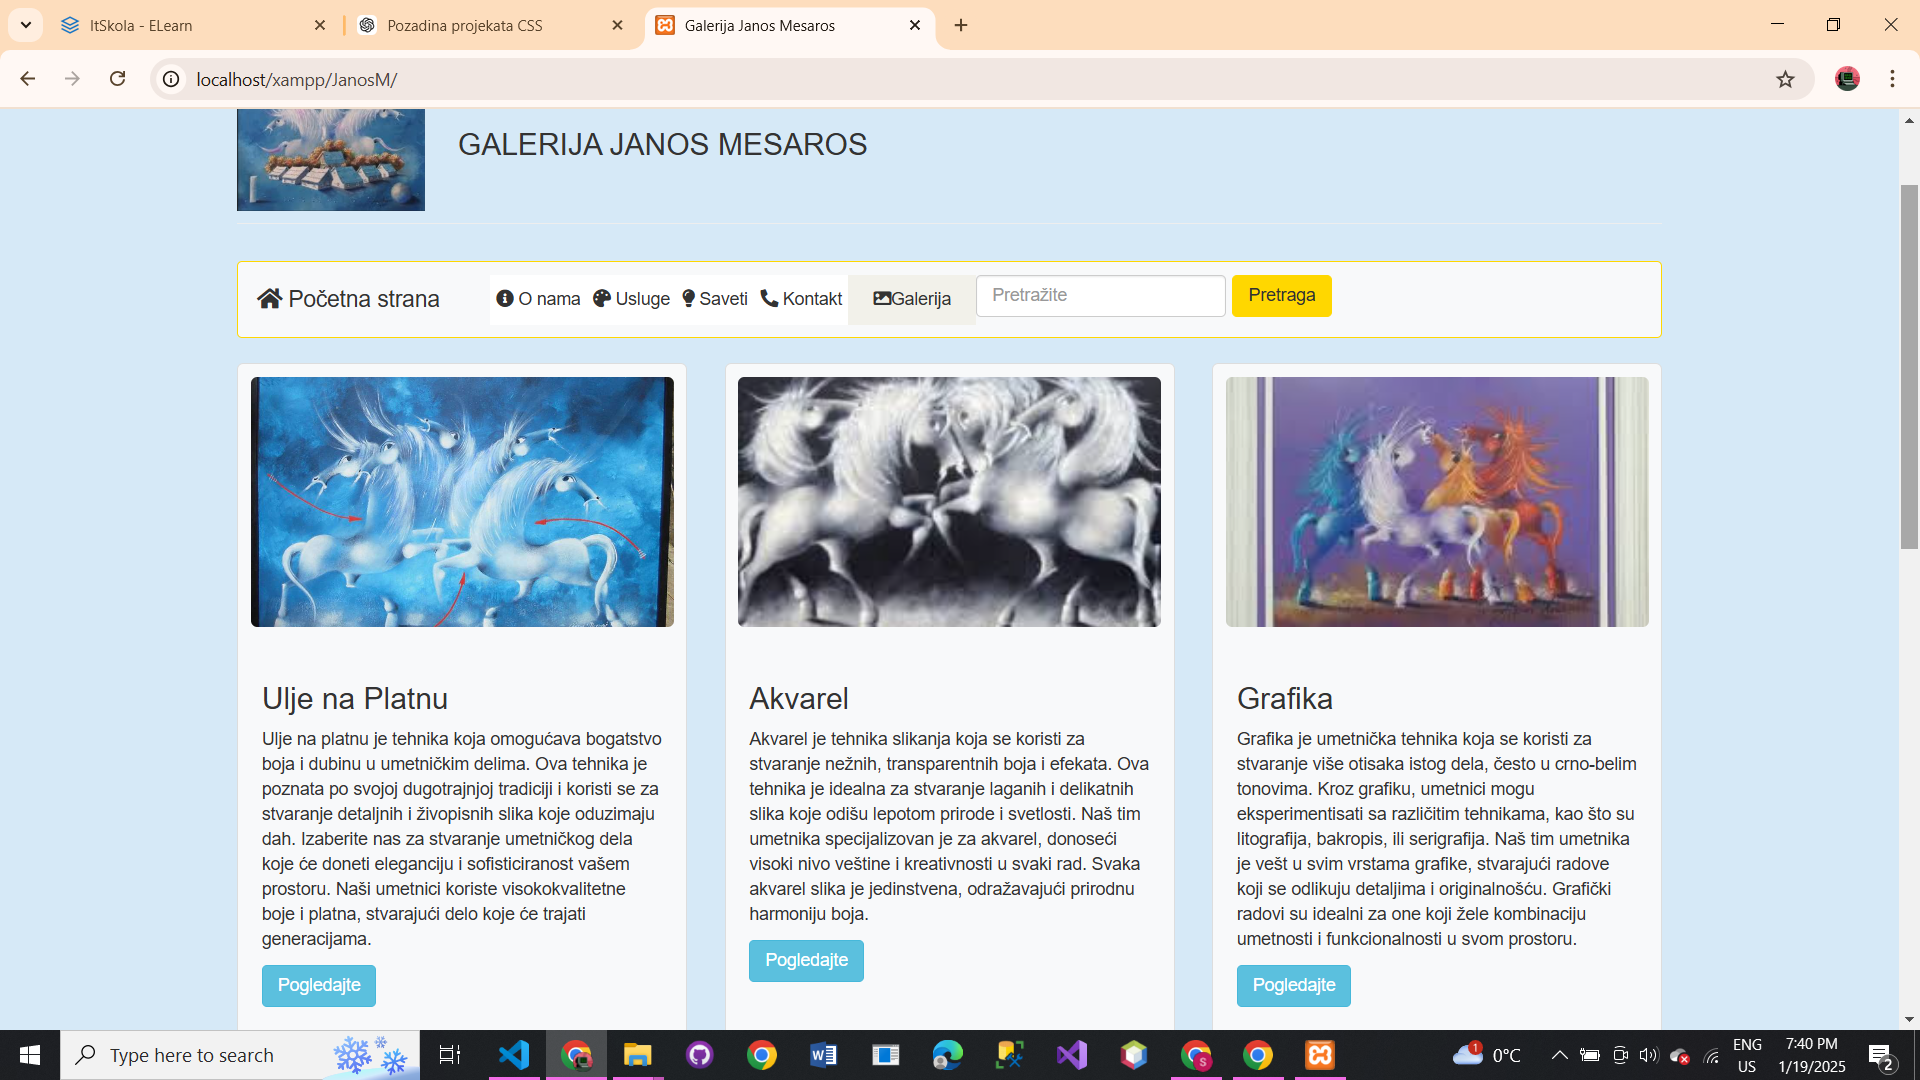 ItSkola - ELearn
Pozadina projekata CSS
Galerija Janos Mesaros
localhost/xampp/JanosM/
GALERIJA JANOS MESAROS
Početna strana
O nama
Usluge
Saveti
Kontakt
Galerija
Pretražite
Pretraga
Ulje na Platnu
Ulje na platnu je tehnika koja omogućava bogatstvo
boja i dubinu u umetničkim delima. Ova tehnika je
poznata po svojoj dugotrajnjoj tradiciji i koristi se za
stvaranje detaljnih i živopisnih slika koje oduzimaju
dah. Izaberite nas za stvaranje umetničkog dela
koje će doneti eleganciju i sofisticiranost vašem
prostoru. Naši umetnici koriste visokokvalitetne
boje i platna, stvarajući delo koje će trajati
generacijama.
Pogledajte
Akvarel
Akvarel je tehnika slikanja koja se koristi za
stvaranje nežnih, transparentnih boja i efekata. Ova
tehnika je idealna za stvaranje laganih i delikatnih
slika koje odišu lepotom prirode i svetlosti. Naš tim
umetnika specijalizovan je za akvarel, donoseći
visoki nivo veštine i kreativnosti u svaki rad. Svaka
akvarel slika je jedinstvena, odražavajući prirodnu
harmoniju boja.
Pogledajte
Grafika
Grafika je umetnička tehnika koja se koristi za
stvaranje više otisaka istog dela, često u crno-belim
tonovima. Kroz grafiku, umetnici mogu
eksperimentisati sa različitim tehnikama, kao što su
litografija, bakropis, ili serigrafija. Naš tim umetnika
je vešt u svim vrstama grafike, stvarajući radove
koji se odlikuju detaljima i originalnošću. Grafički
radovi su idealni za one koji žele kombinaciju
umetnosti i funkcionalnosti u svom prostoru.
Pogledajte
Type here to search
1
0°C
ENG
US
7:40 PM
1/19/2025
2